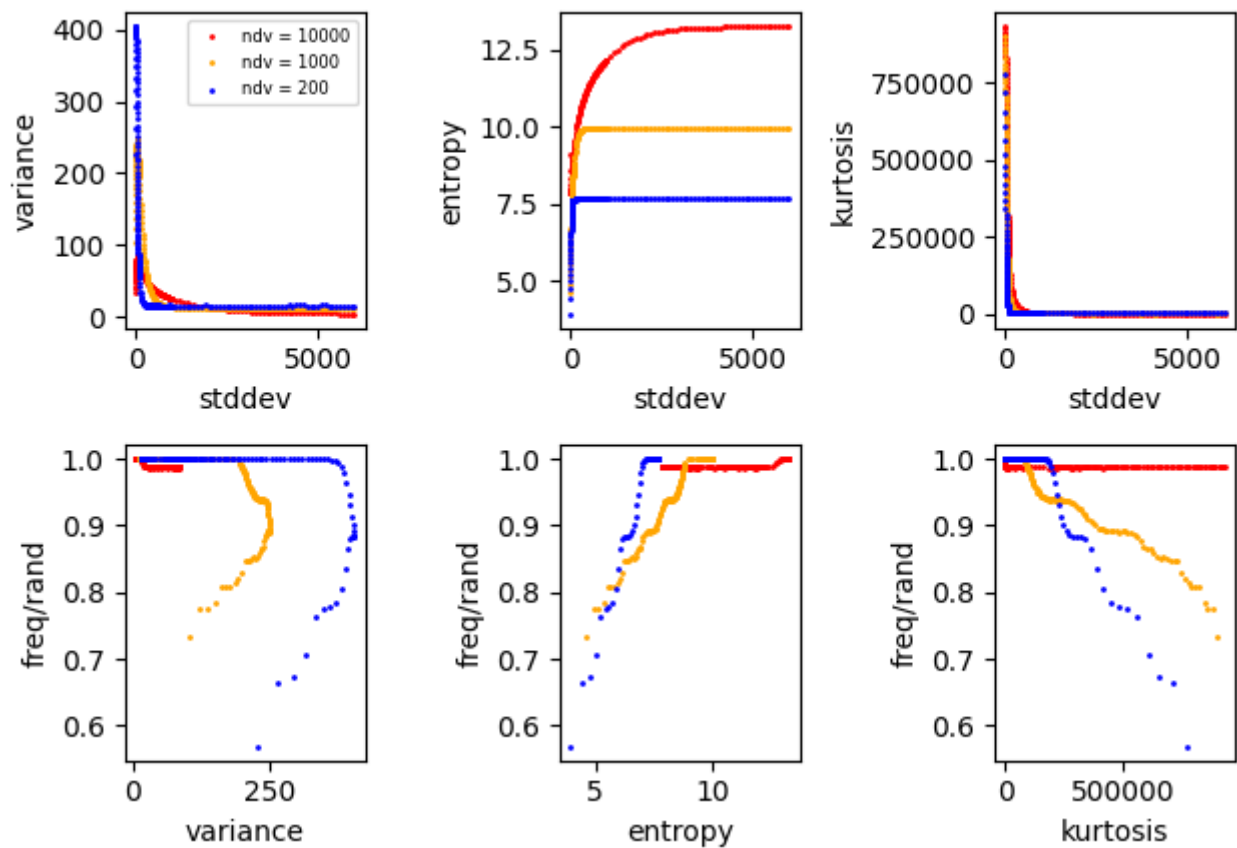 400
300
200
100
0
variance
ndv = 10000
ndv = 1000
ndv = 200
0
5000
stddev
12.5
10.0
7.5
5.0
entropy
0
5000
stddev
750000
500000
250000
0
kurtosis
0
5000
stddev
1.0
0.9
0.8
0.7
0.6
freq/rand
0
250
variance
1.0
0.9
0.8
0.7
0.6
freq/rand
5
10
entropy
1.0
0.9
0.8
0.7
0.6
freq/rand
0
500000
kurtosis